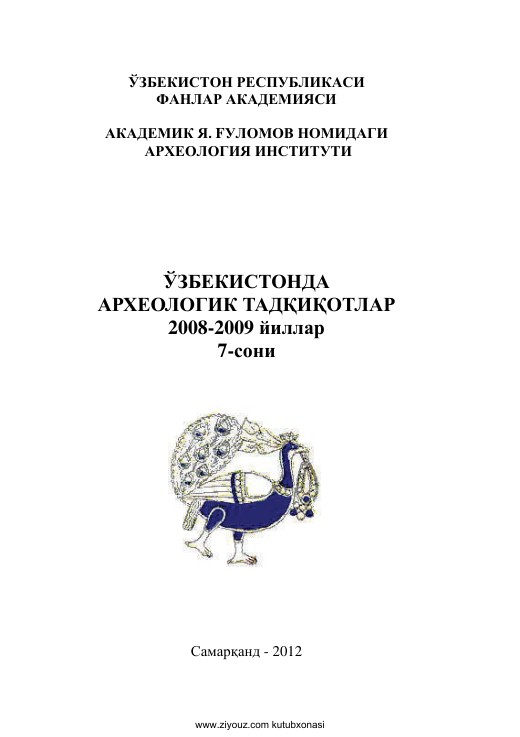 ЎЗБЕКИСТОН РЕСПУБЛИКАСИ
ФАНЛАР АКАДЕМИЯСИ
АКАДЕМИК Я. ҒУЛОМОВ НОМИДАГИ
АРХЕОЛОГИЯ ИНСТИТУТИ
ЎЗБЕКИСТОНДА
АРХЕОЛОГИК ТАДҚИҚОТЛАР
2008-2009 йиллар
7-сони
Самарқанд - 2012
www.ziyouz.com kutubxonasi